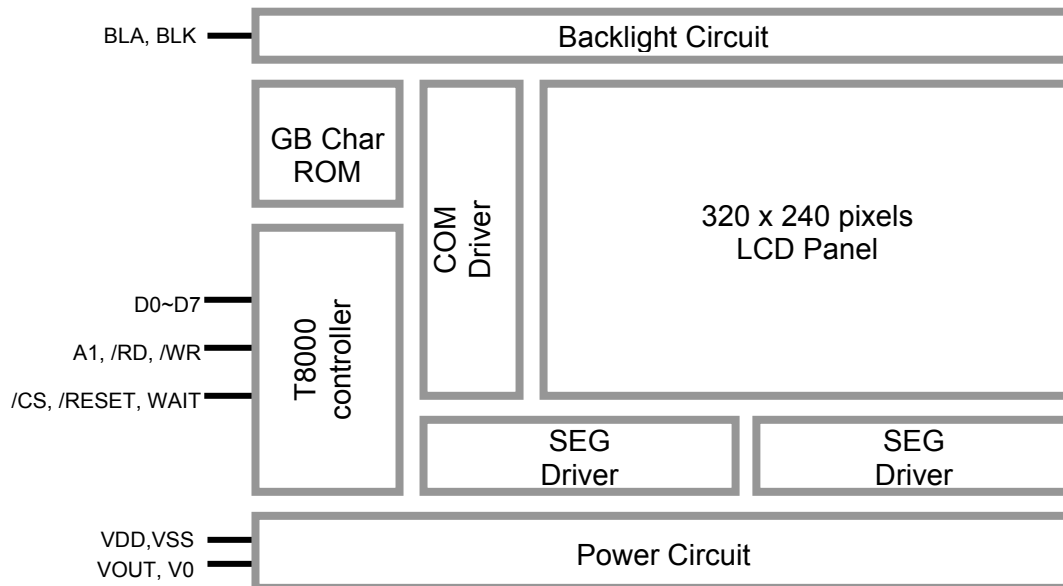 BLA, BLK
Backlight Circuit
GB Char
ROM
COM
Driver
320 x 240 pixels
LCD Panel
D0~D7
A1, /RD, /WR
/CS, /RESET, WAIT
T8000
controller
SEG
Driver
SEG
Driver
VDD,VSS
VOUT, V0
Power Circuit